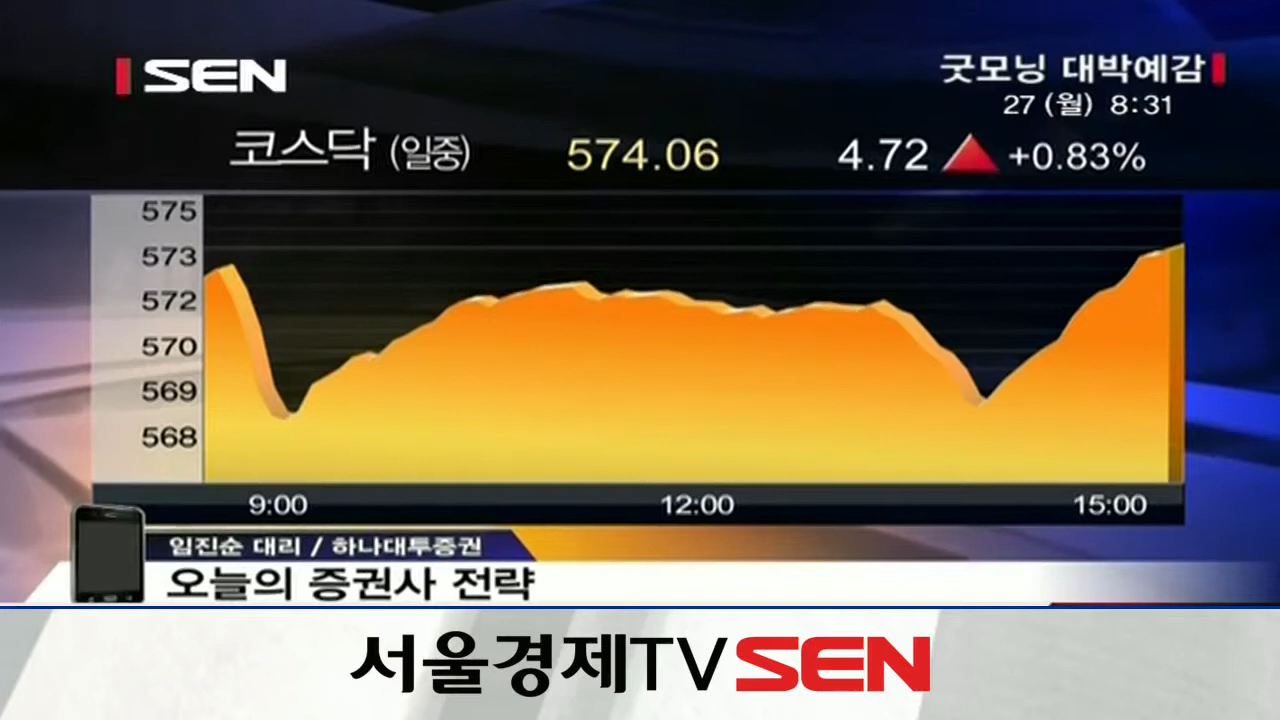 SEN
굿모닝 대박예감
27 (월) 8:31
코스닥 (일중) 574.06 4.72 ▲ +0.83%
575
573
572
570
569
568
9:00 12:00 15:00
임진순 대리 / 하나대투증권
오늘의 증권사 전략
서울경제TV SEN